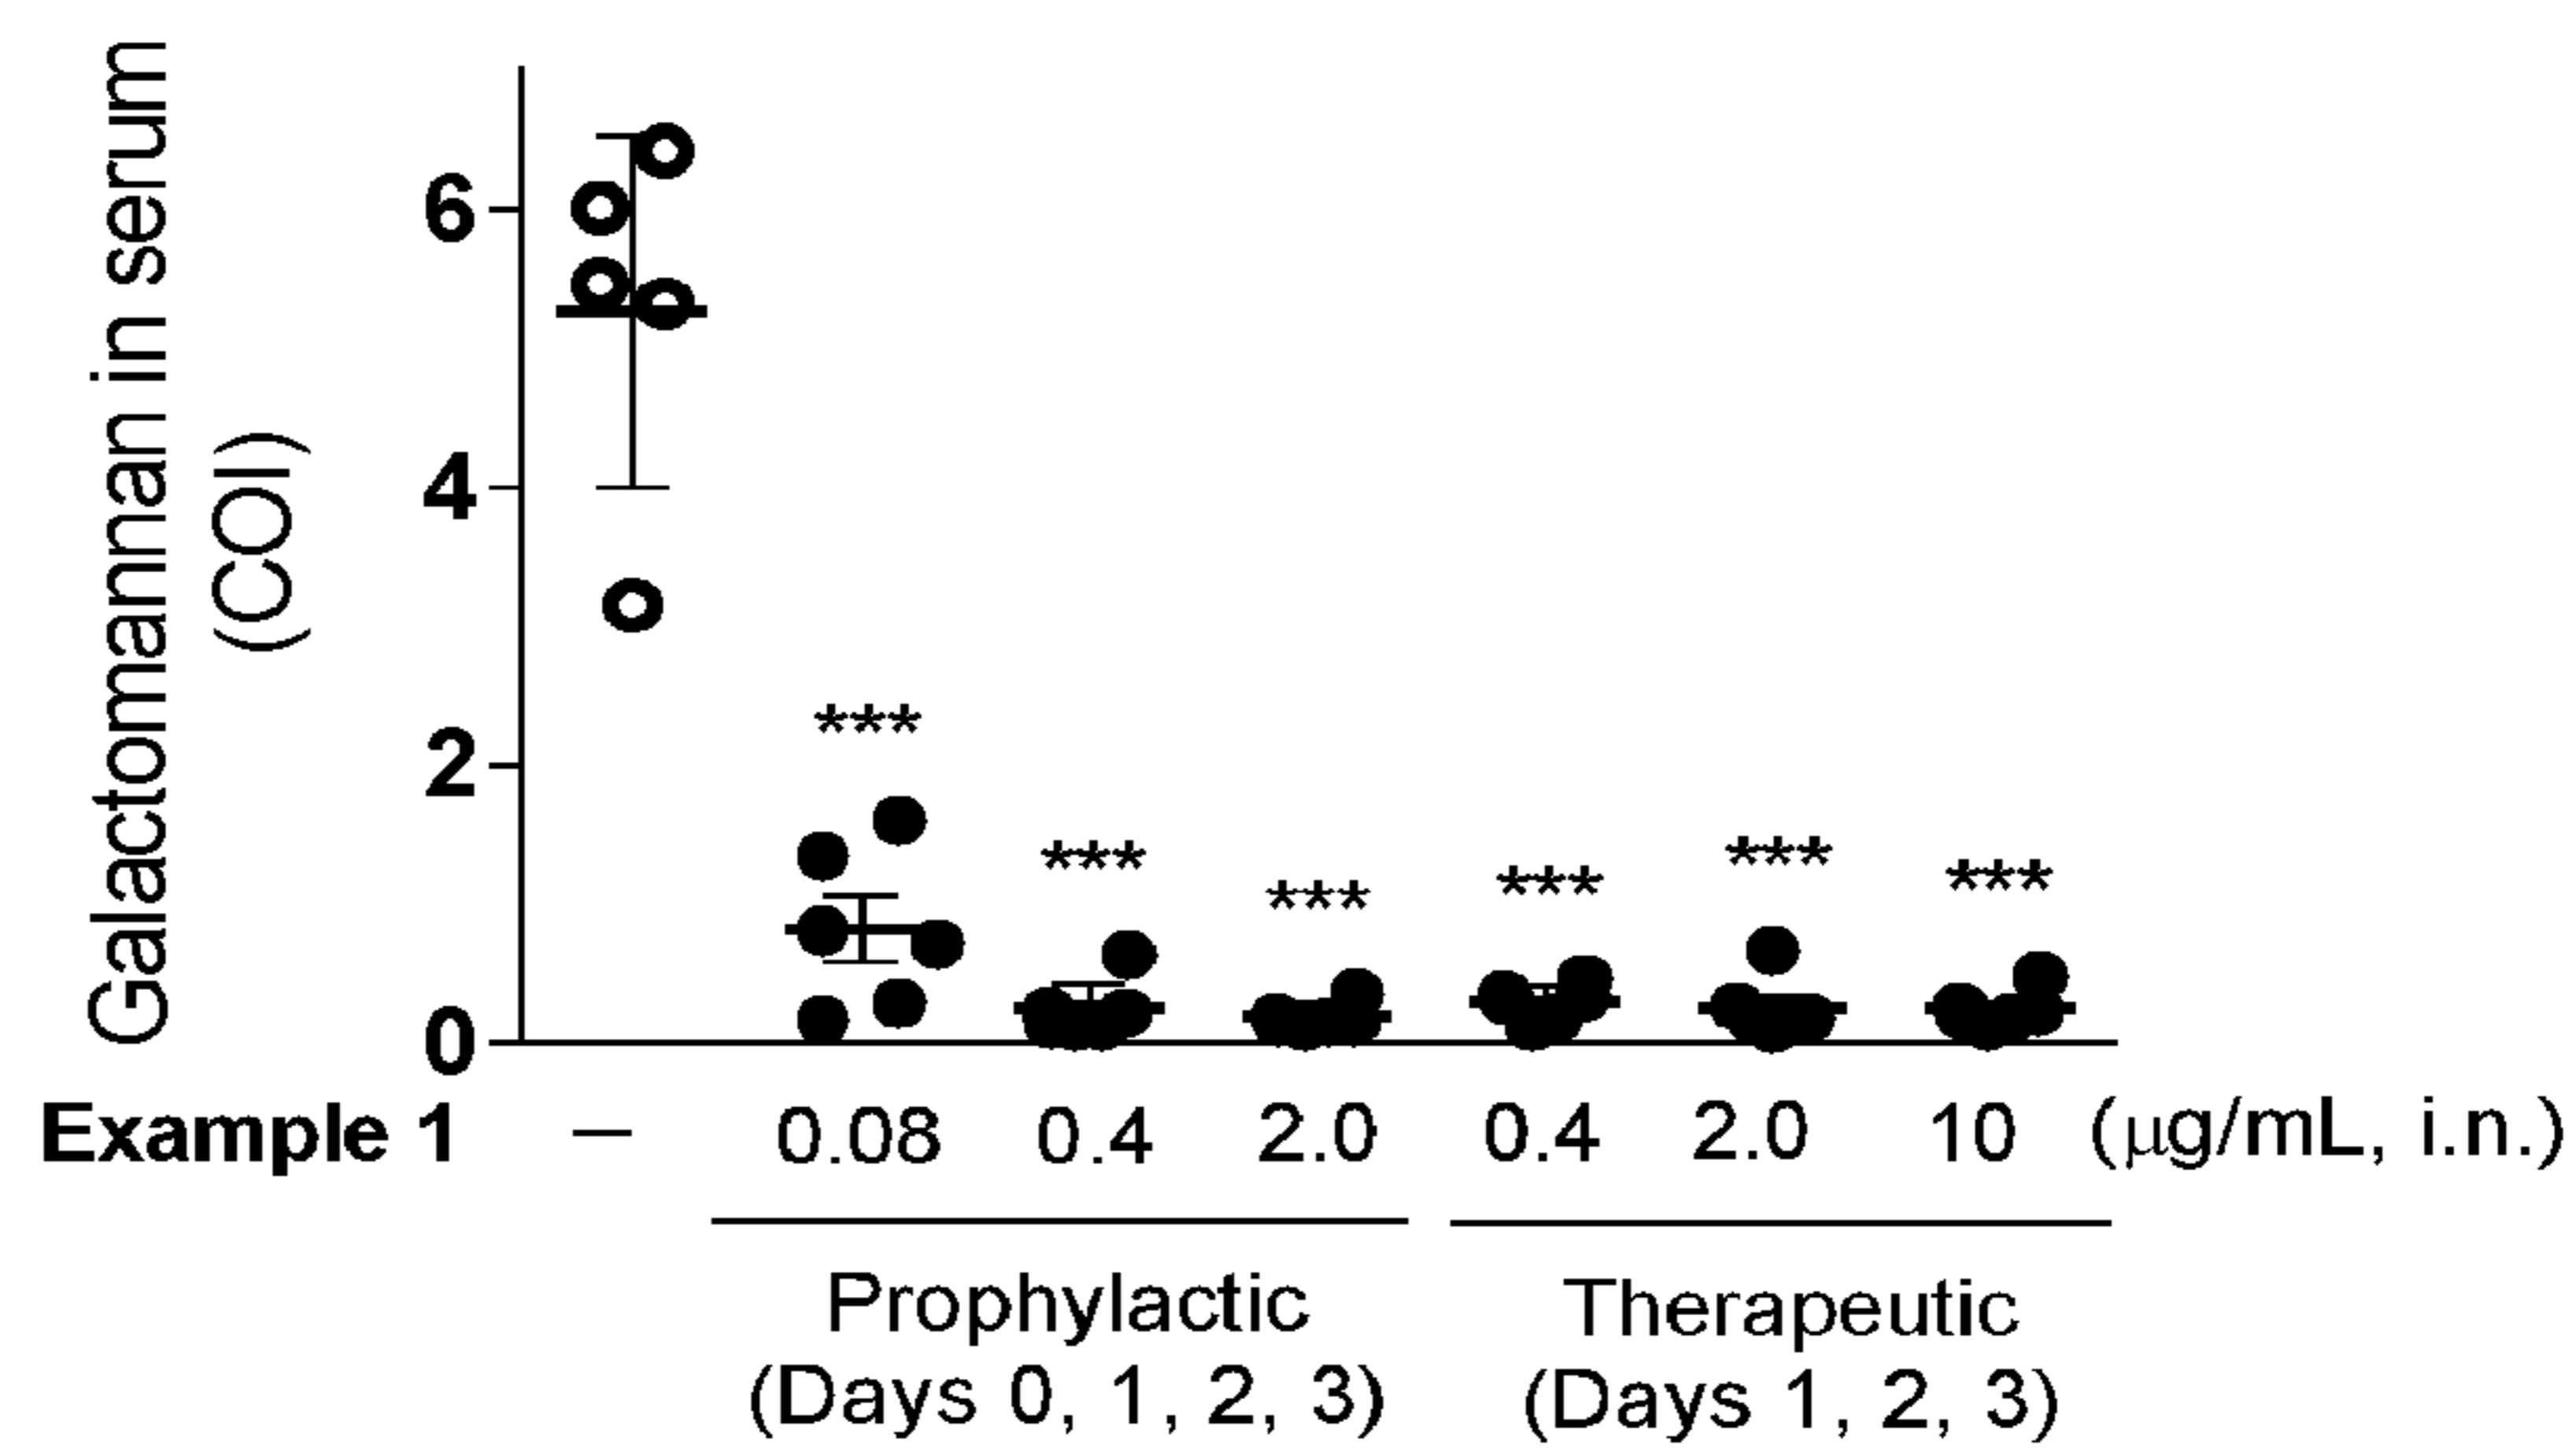 Galactomannan in serum
(COI)
6
4
2
0
***
***
***
***
***
***
Example 1 – 0.08 0.4 2.0 0.4 2.0 10 (μg/mL, i.n.)
Prophylactic
(Days 0, 1, 2, 3)
Therapeutic
(Days 1, 2, 3)